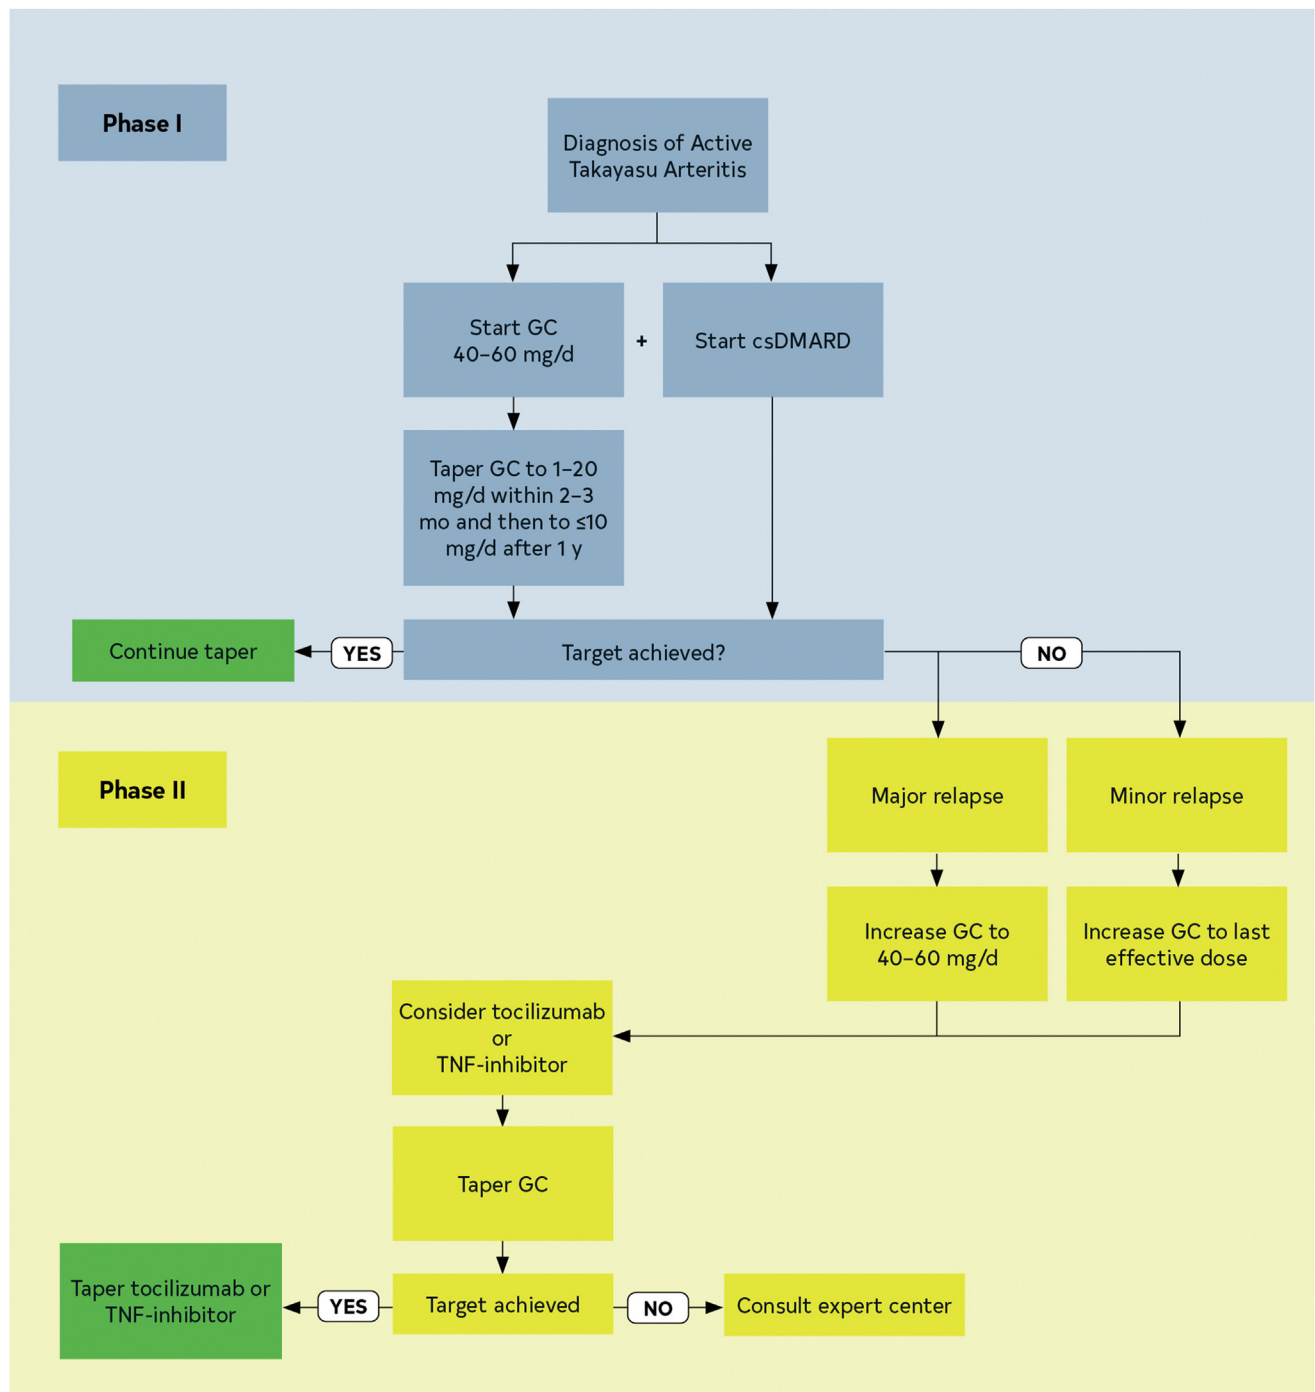 Phase I
Diagnosis of Active
Takayasu Arteritis
Start GC
40–60 mg/d
+
Start csDMARD
Taper GC to 1–20
mg/d within 2–3
mo and then to ≤10
mg/d after 1 y
Continue taper
YES
Target achieved?
NO
Phase II
Major relapse
Minor relapse
Increase GC to
40–60 mg/d
Increase GC to last
effective dose
Consider tocilizumab
or
TNF-inhibitor
Taper GC
Taper tocilizumab or
TNF-inhibitor
YES
Target achieved
NO
Consult expert center